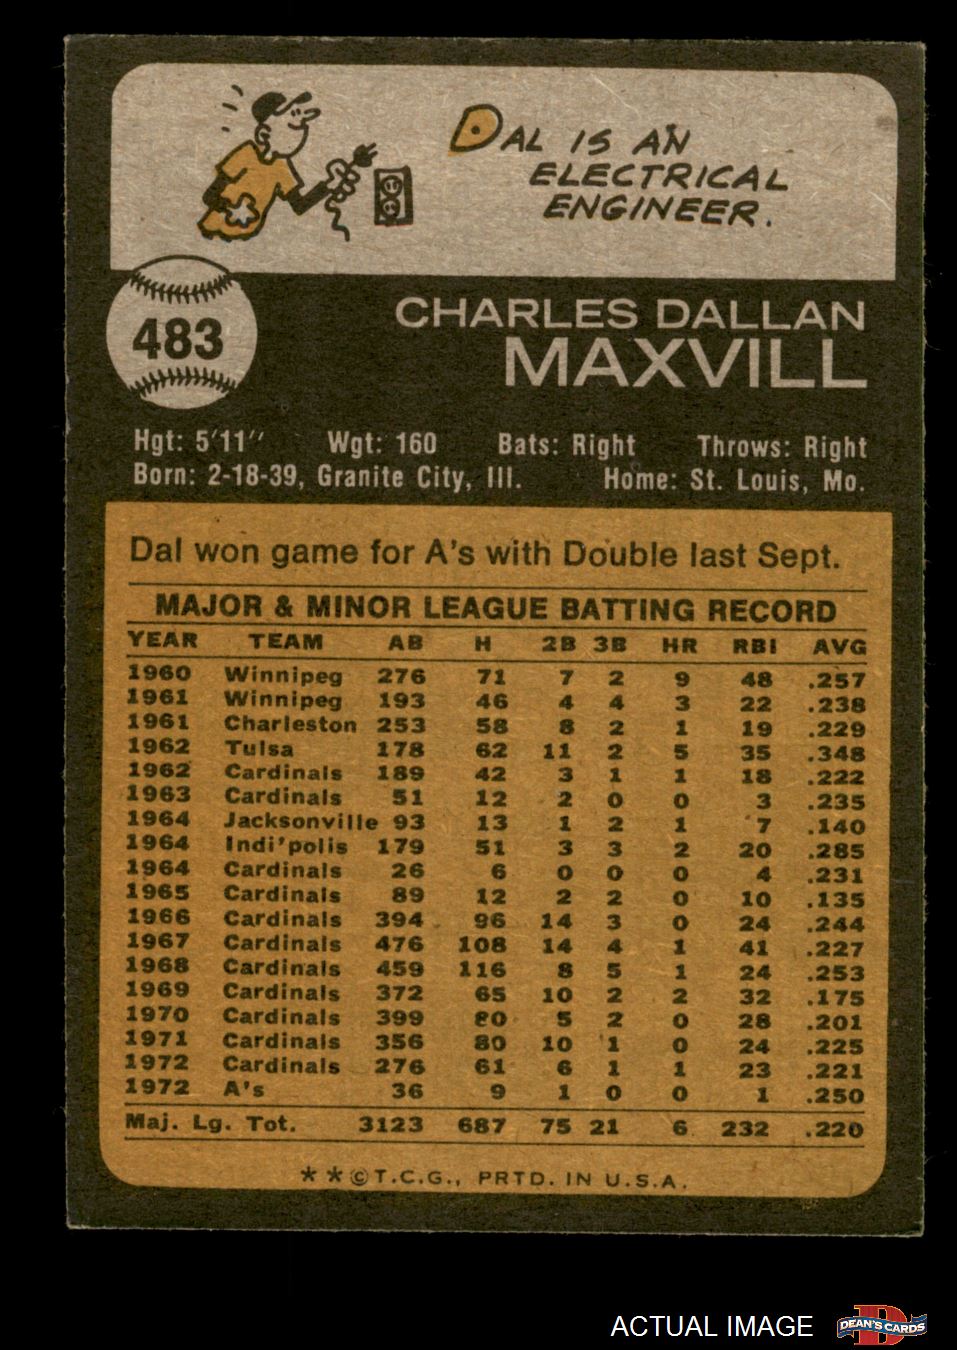 DAL IS AN
ELECTRICAL
ENGINEER.
483
CHARLES DALLAN
MAXVILL
Hgt: 5'11" Wgt: 160 Bats: Right Throws: Right
Born: 2-18-39, Granite City, Ill. Home: St. Louis, Mo.
Dal won game for A's with Double last Sept.
MAJOR & MINOR LEAGUE BATTING RECORD
YEAR TEAM AB H 2B 3B HR RBI AVG
1960 Winnipeg 276 71 7 2 9 48 .257
1961 Winnipeg 193 46 4 4 3 22 .238
1961 Charleston 253 58 8 2 1 19 .229
1962 Tulsa 178 62 11 2 5 35 .348
1962 Cardinals 189 42 3 1 1 18 .222
1963 Cardinals 51 12 2 0 0 3 .235
1964 Jacksonville 93 13 1 2 1 7 .140
1964 Indi'polis 179 51 3 3 2 20 .285
1964 Cardinals 26 6 0 0 0 4 .231
1965 Cardinals 89 12 2 2 0 10 .135
1966 Cardinals 394 96 14 3 0 24 .244
1967 Cardinals 476 108 14 4 1 41 .227
1968 Cardinals 459 116 8 5 1 24 .253
1969 Cardinals 372 65 10 2 2 32 .175
1970 Cardinals 399 80 5 2 0 28 .201
1971 Cardinals 356 80 10 1 0 24 .225
1972 Cardinals 276 61 6 1 1 23 .221
1972 A's 36 9 1 0 0 1 .250
Maj. Lg. Tot. 3123 687 75 21 6 232 .220
* * © T.C.G., PRTD. IN U.S.A.
ACTUAL IMAGE
D
DEAN'S CARDS